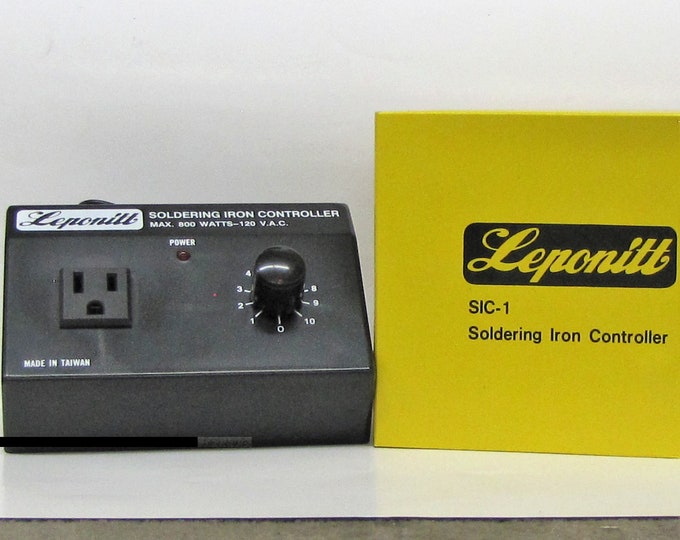 Leponitt SOLDERING IRON CONTROLLER
MAX. 800 WATTS–120 V.A.C.
POWER
4
3 8
2 9
1 0 10
MADE IN TAIWAN
Leponitt
SIC-1
Soldering Iron Controller